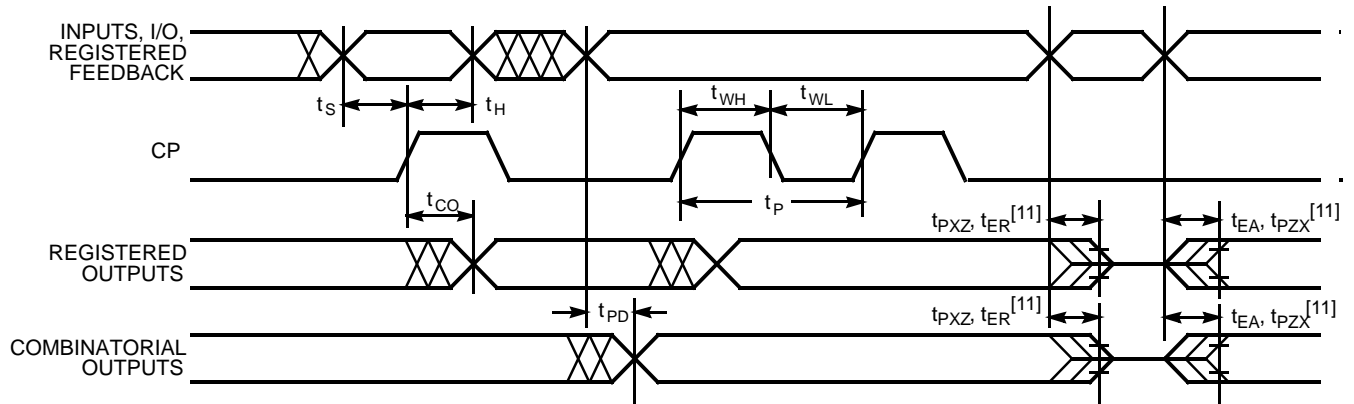 INPUTS, I/O,
REGISTERED
FEEDBACK
tS
tH
tWH
tWL
CP
tCO
tP
tPXZ, tER[11]
tEA, tPZX[11]
REGISTERED
OUTPUTS
tPD
tPXZ, tER[11]
tEA, tPZX[11]
COMBINATORIAL
OUTPUTS